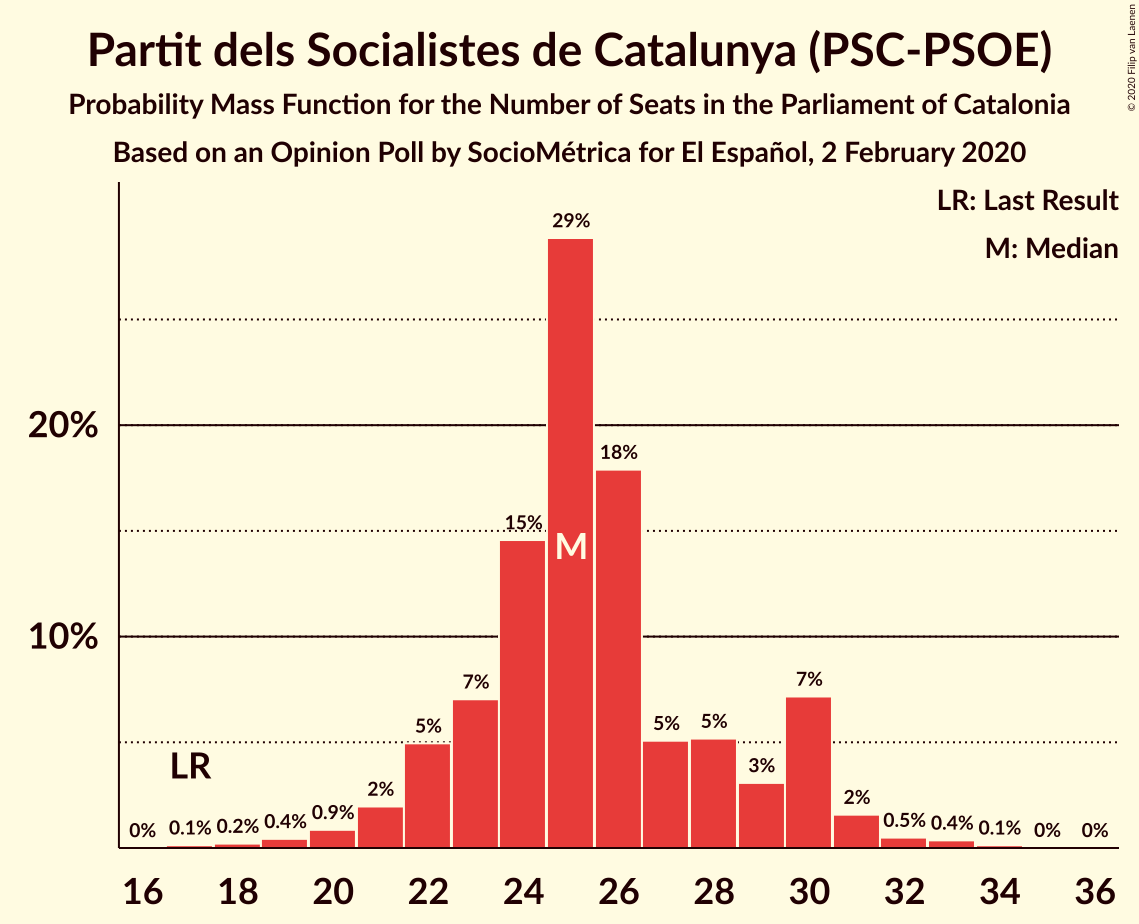 Partit dels Socialistes de Catalunya (PSC-PSOE)
Probability Mass Function for the Number of Seats in the Parliament of Catalonia
Based on an Opinion Poll by SocioMétrica for El Español, 2 February 2020
© 2020 Filip van Laenen
LR: Last Result
M: Median
20%
10%
0%
0.1%
0.2%
0.4%
0.9%
2%
5%
7%
15%
29%
18%
5%
5%
3%
7%
2%
0.5%
0.4%
0.1%
0%
0%
LR
M
16 18 20 22 24 26 28 30 32 34 36